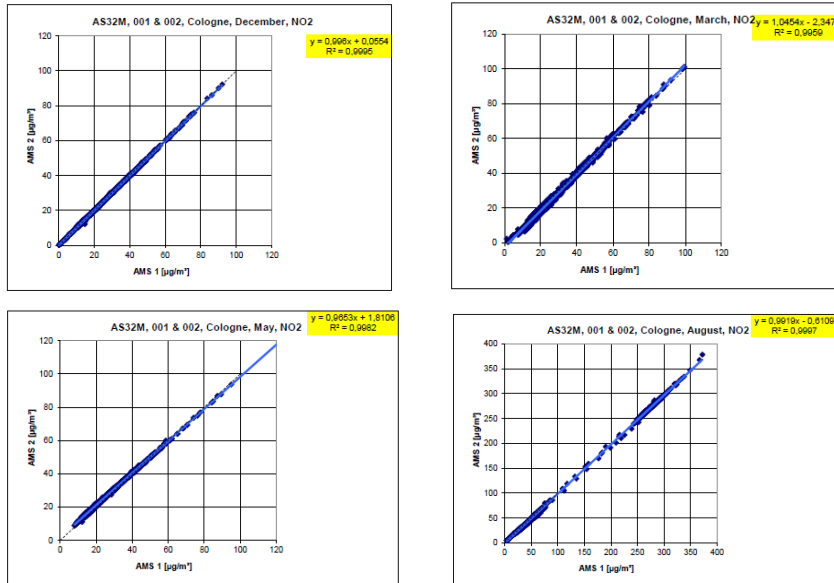 AS32M, 001 & 002, Cologne, December, NO2
y = 0,996x + 0,0554
R² = 0,9995
120
100
80
60
40
20
0
0 20 40 60 80 100 120
AMS 2 [µg/m³]
AMS 1 [µg/m³]
AS32M, 001 & 002, Cologne, March, NO2
y = 1,0454x - 2,347
R² = 0,9959
120
100
80
60
40
20
0
0 20 40 60 80 100 120
AMS 2 [µg/m³]
AMS 1 [µg/m³]
AS32M, 001 & 002, Cologne, May, NO2
y = 0,9653x + 1,8106
R² = 0,9982
120
100
80
60
40
20
0
0 20 40 60 80 100 120
AMS 2 [µg/m³]
AMS 1 [µg/m³]
AS32M, 001 & 002, Cologne, August, NO2
y = 0,9919x - 0,6109
R² = 0,9997
400
350
300
250
200
150
100
50
0
0 50 100 150 200 250 300 350 400
AMS 2 [µg/m³]
AMS 1 [µg/m³]